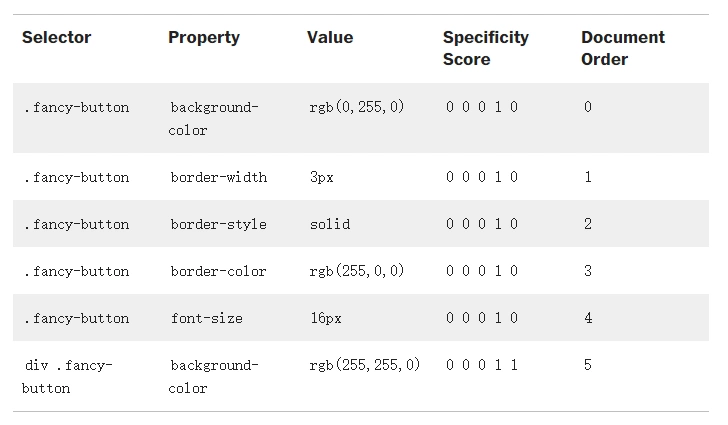 Selector Property Value Specificity Score Document Order
.fancy-button background-color rgb(0,255,0) 0 0 0 1 0 0
.fancy-button border-width 3px 0 0 0 1 0 1
.fancy-button border-style solid 0 0 0 1 0 2
.fancy-button border-color rgb(255,0,0) 0 0 0 1 0 3
.fancy-button font-size 16px 0 0 0 1 0 4
div .fancy-button background-color rgb(255,255,0) 0 0 0 1 1 5